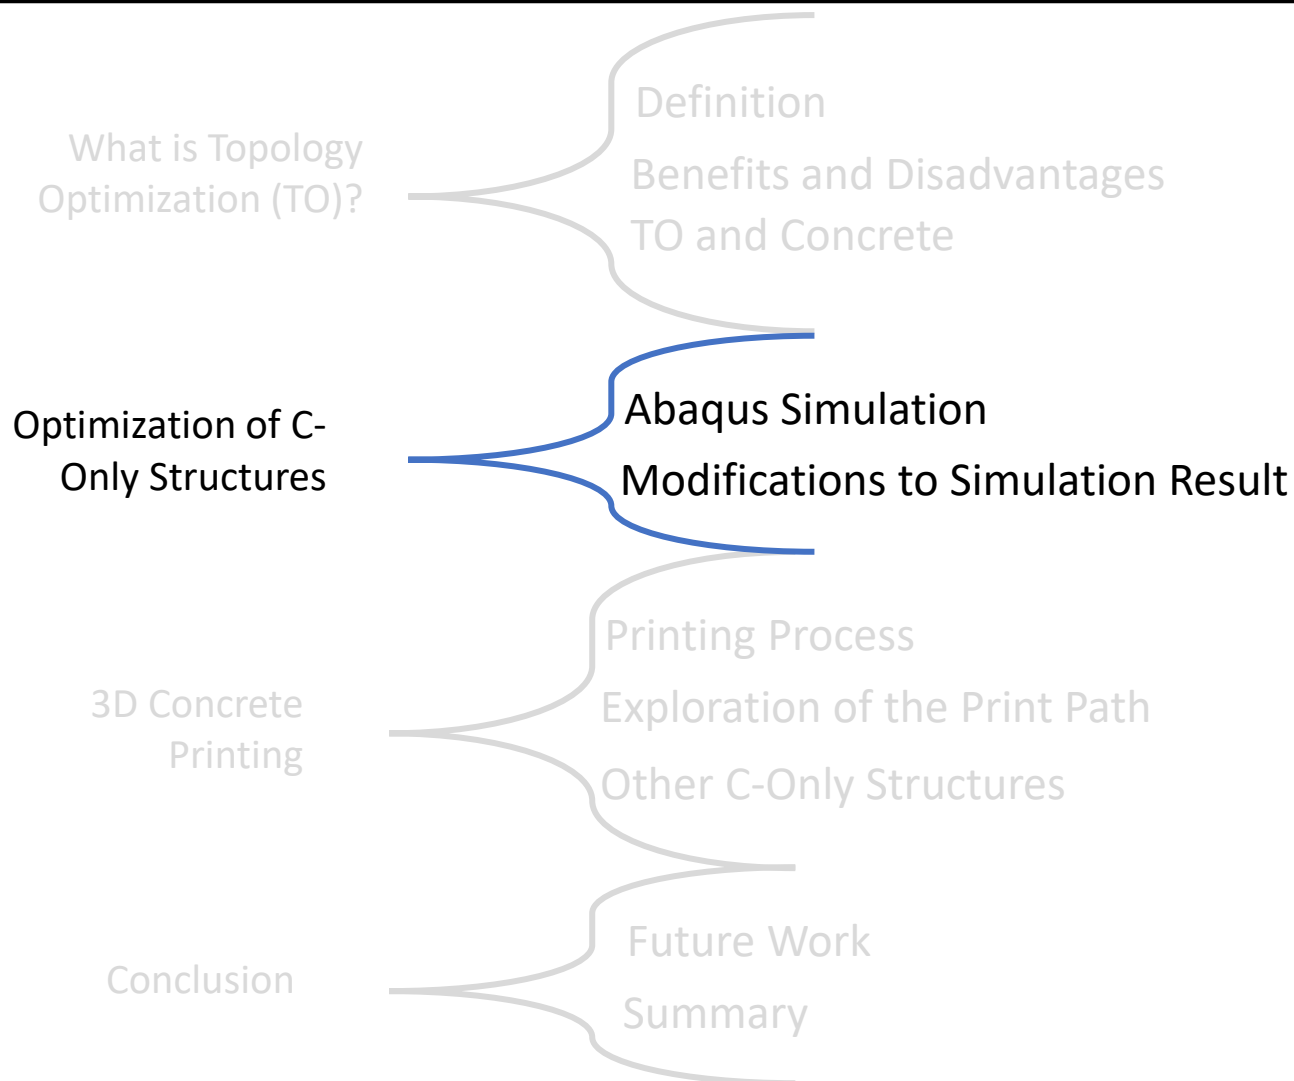 What is Topology
Optimization (TO)?
Definition
Benefits and Disadvantages
TO and Concrete
Optimization of C-
Only Structures
Abaqus Simulation
Modifications to Simulation Result
3D Concrete
Printing
Printing Process
Exploration of the Print Path
Other C-Only Structures
Conclusion
Future Work
Summary